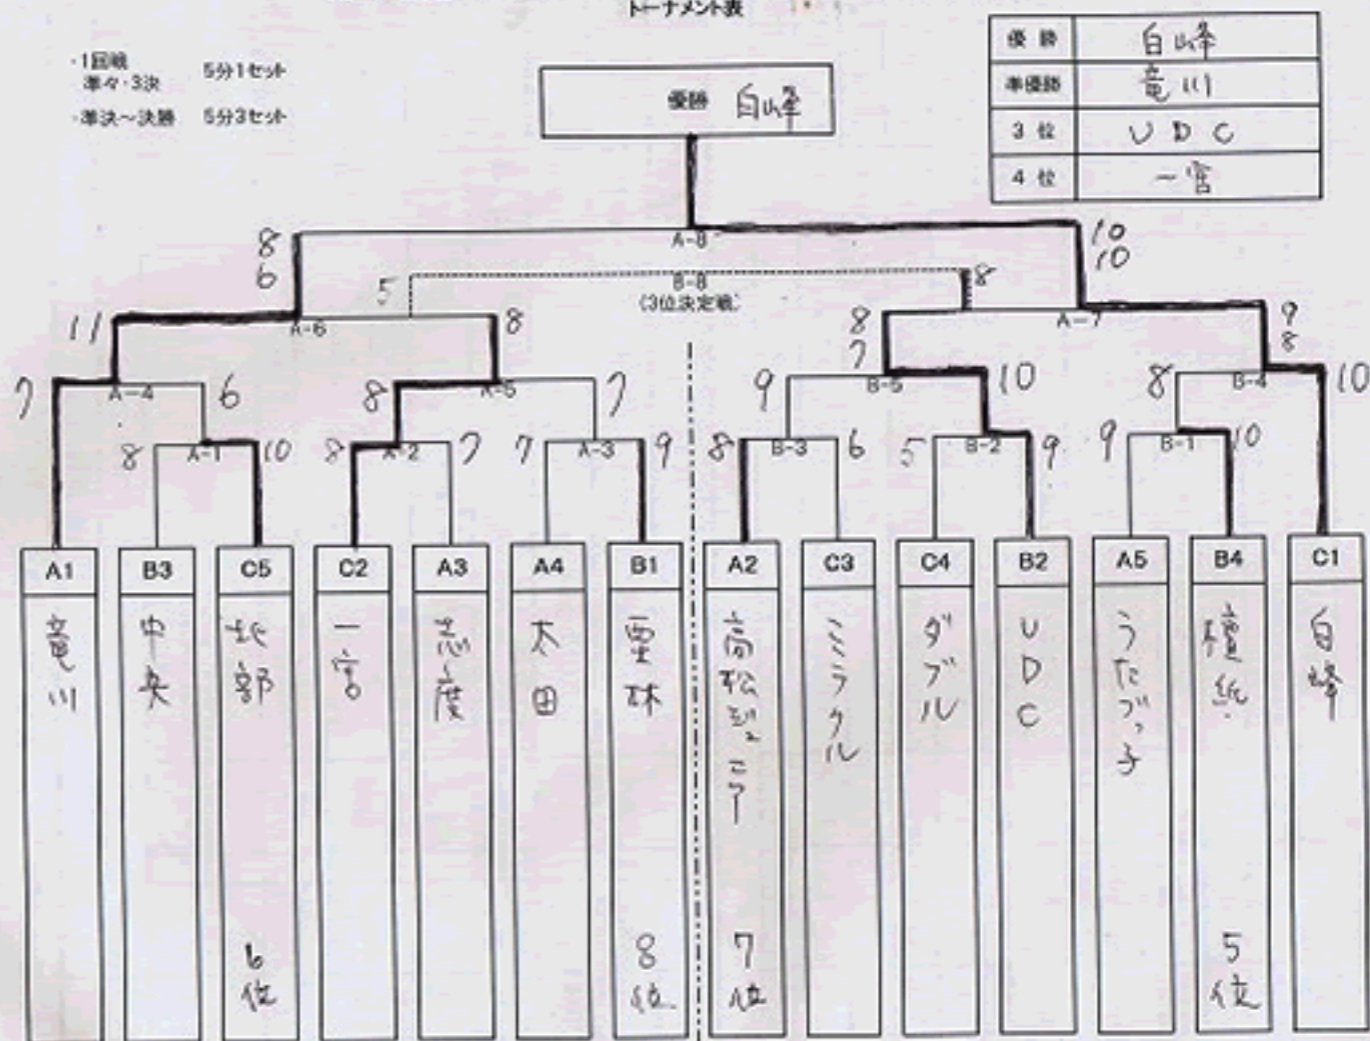 トーナメント表
・1回戦
準々・3決 5分1セット
・準決～決勝 5分3セット
優勝 白峰
優勝 白峰
準優勝 竜川
3位 UDC
4位 一宮
A-8
8 10
6 10
B-8
(3位決定戦)
5 8
A-6
11 8
A-7
8 9
7 8
A-4
7 6
A-5
8 7
B-5
9 10
B-4
8 10
A-1
8 10
A-2
8 7
A-3
7 9
B-3
8 6
B-2
5 9
B-1
9 10
A1 B3 C5 C2 A3 A4 B1 A2 C3 C4 B2 A5 B4 C1
竜川
中央
北部
6位
一宮
太田
雲林
8位
高松ジュニア
7位
ミラクル
ダブル
UDC
うたづっ子
5位
白峰